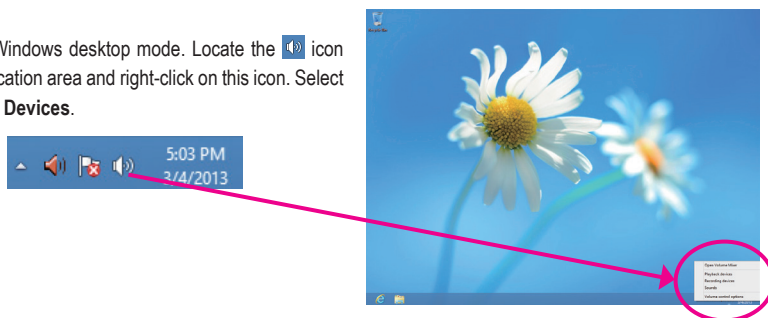 Windows desktop mode. Locate the icon
cation area and right-click on this icon. Select
Devices.
5:03 PM
3/4/2013
Open Volume Mixer
Playback devices
Recording devices
Sounds
Volume control options